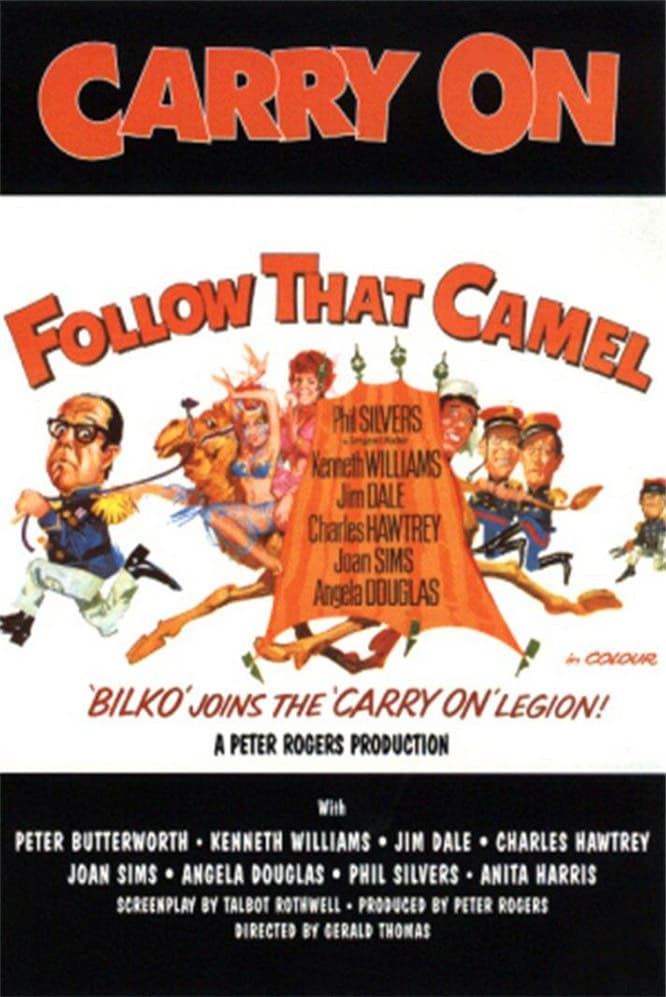 CARRY ON
FOLLOW THAT CAMEL
Phil SILVERS
Kenneth WILLIAMS
Jim DALE
Charles HAWTREY
Joan SIMS
Angela DOUGLAS
in COLOUR
'BILKO' JOINS THE 'CARRY ON' LEGION!
A PETER ROGERS PRODUCTION
With
PETER BUTTERWORTH • KENNETH WILLIAMS • JIM DALE • CHARLES HAWTREY
JOAN SIMS • ANGELA DOUGLAS • PHIL SILVERS • ANITA HARRIS
SCREENPLAY BY TALBOT ROTHWELL • PRODUCED BY PETER ROGERS
DIRECTED BY GERALD THOMAS